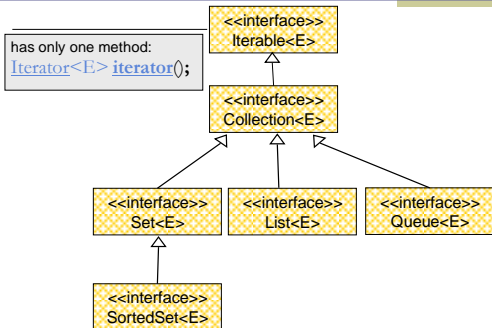 <<interface>>
Iterable<E>
has only one method:
Iterator<E> iterator();
<<interface>>
Collection<E>
<<interface>>
Set<E>
<<interface>>
List<E>
<<interface>>
Queue<E>
<<interface>>
SortedSet<E>